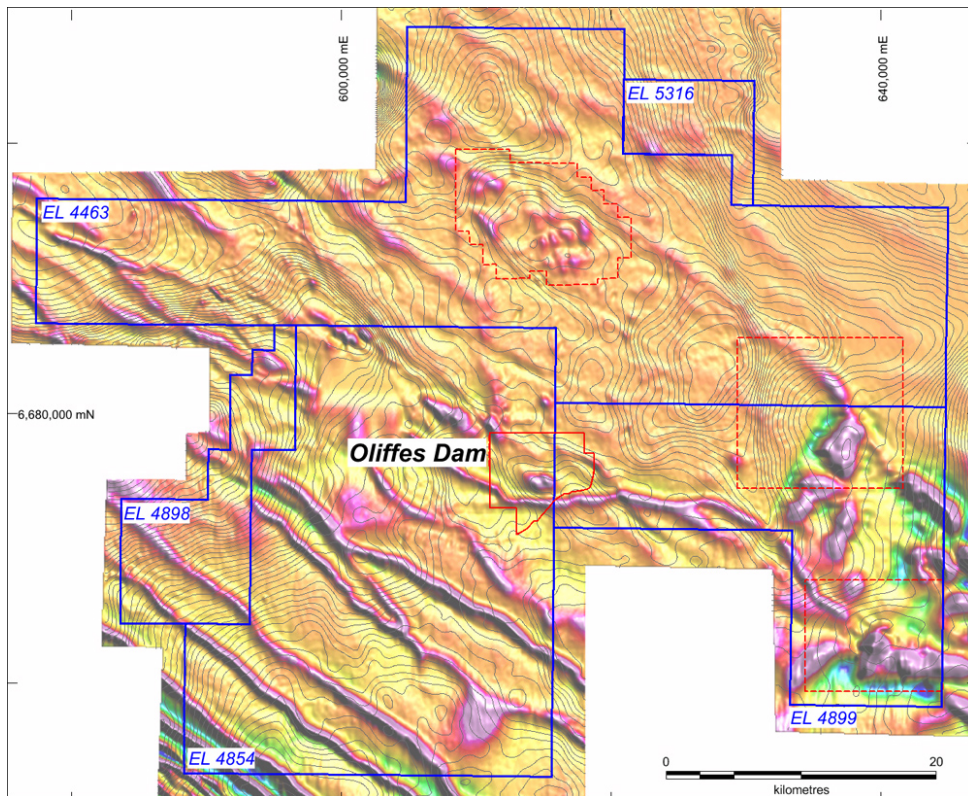 600,000 mE
640,000 mE
EL 5316
EL 4463
6,680,000 mN
Oliffes Dam
EL 4898
EL 4899
EL 4854
0 20
kilometres